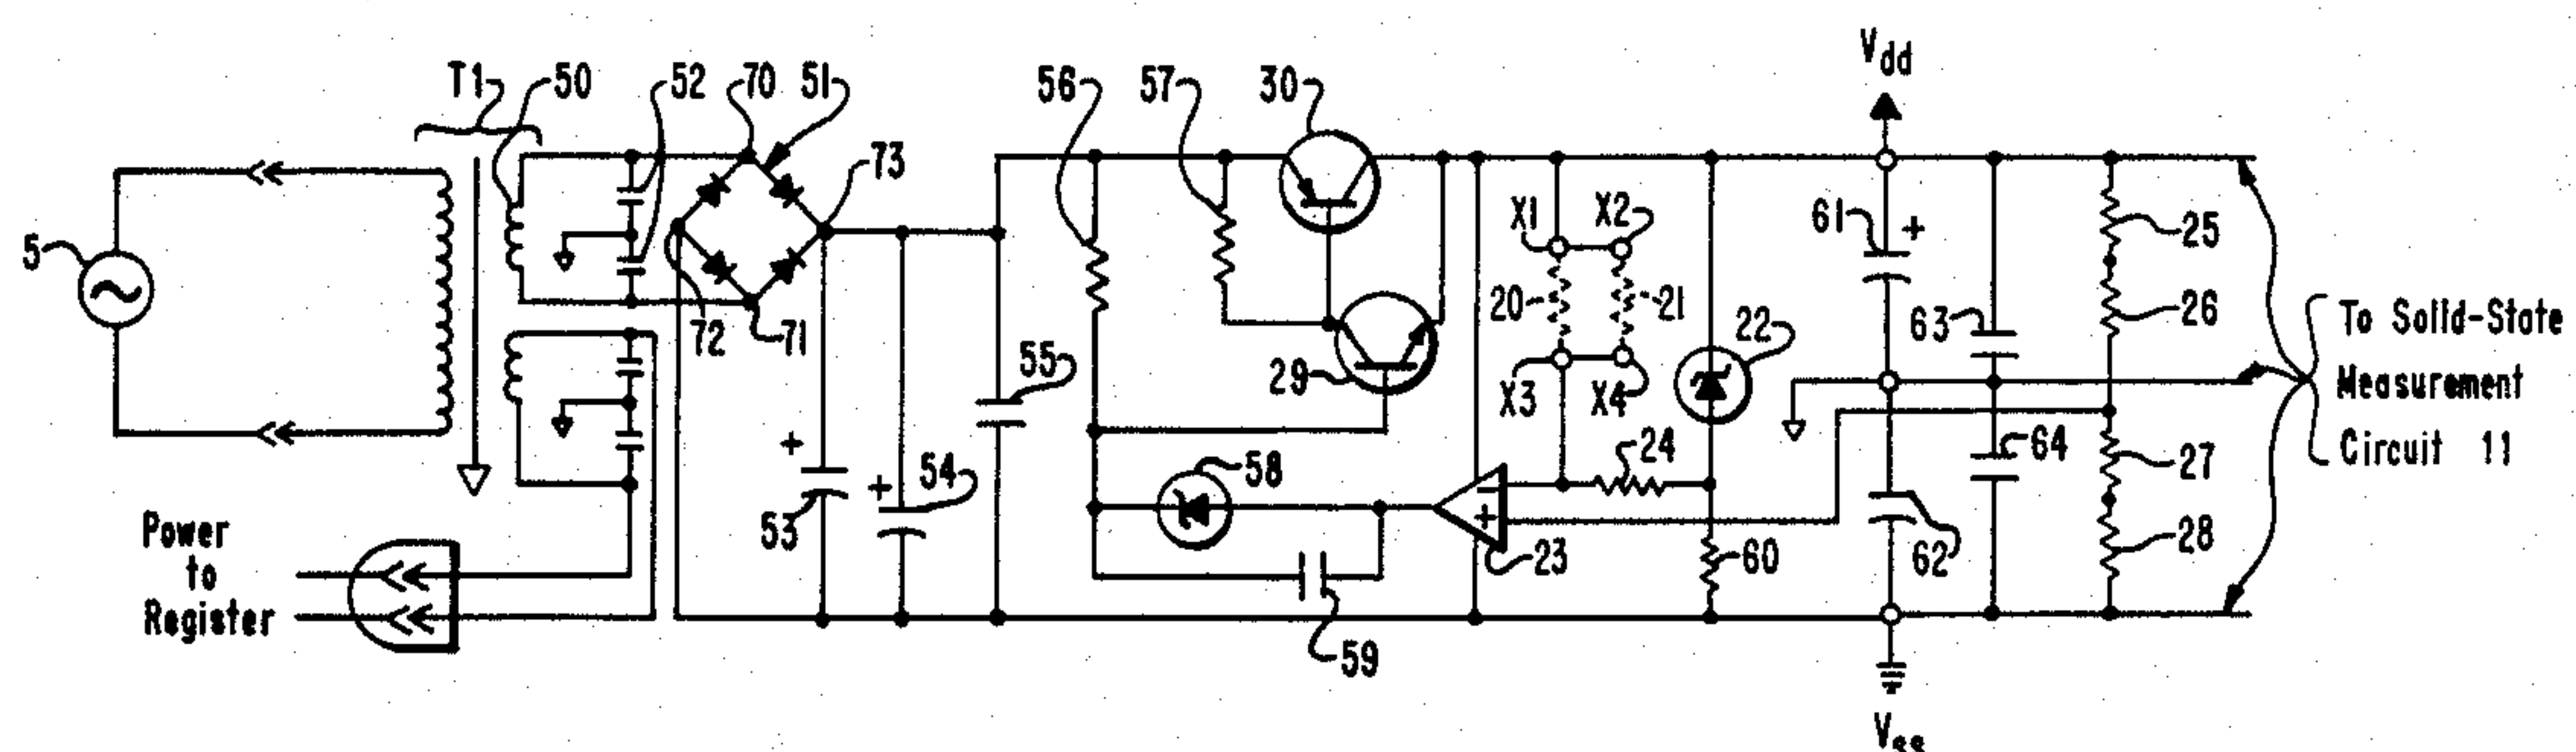 Vdd
T1
50
52
70
51
73
56
57
30
5
X1
X2
61
+
25
20
21
26
72
71
55
29
X3
X4
22
63
To Solid-State
Measurement
Circuit 11
+
53
+
54
58
24
−
+
23
60
62
64
27
28
59
Power
to
Register
Vss